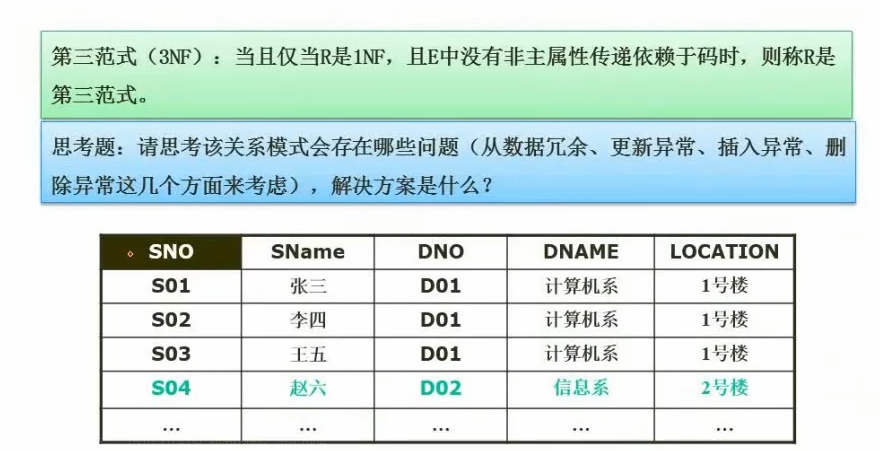 第三范式（3NF）：当且仅当R是1NF，且E中没有非主属性传递依赖于码时，则称R是
第三范式。
思考题：请思考该关系模式会存在哪些问题（从数据冗余、更新异常、插入异常、删
除异常这几个方面来考虑），解决方案是什么？
SNO SName DNO DNAME LOCATION
S01 张三 D01 计算机系 1号楼
S02 李四 D01 计算机系 1号楼
S03 王五 D01 计算机系 1号楼
S04 赵六 D02 信息系 2号楼
… … … … …